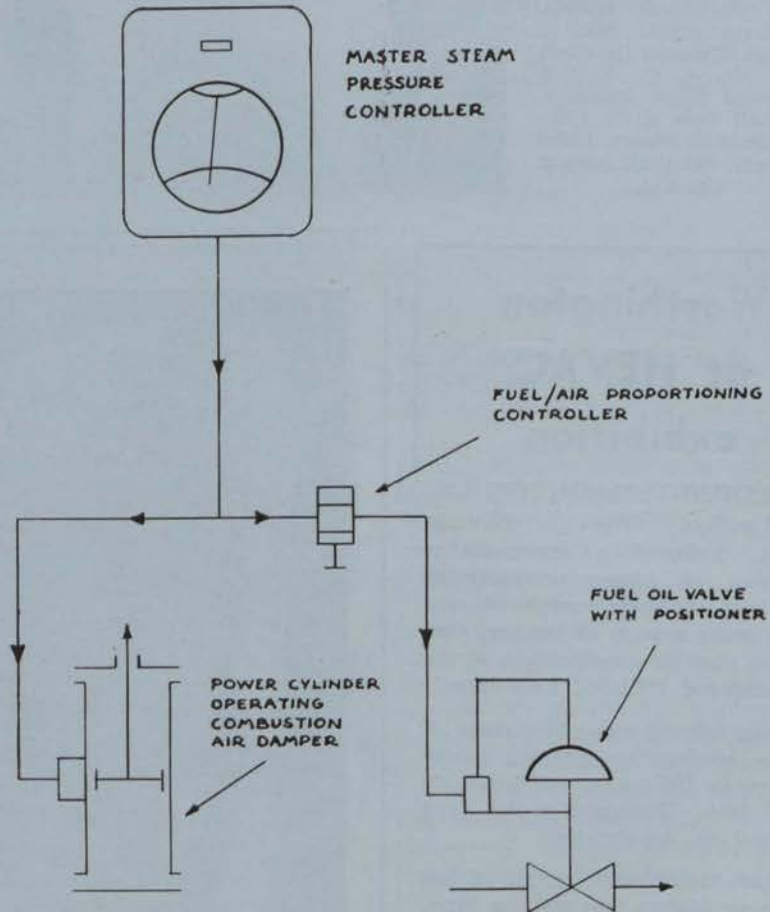 MASTER STEAM
PRESSURE
CONTROLLER
FUEL/AIR PROPORTIONING
CONTROLLER
FUEL OIL VALVE
WITH POSITIONER
POWER CYLINDER
OPERATING
COMBUSTION
AIR DAMPER